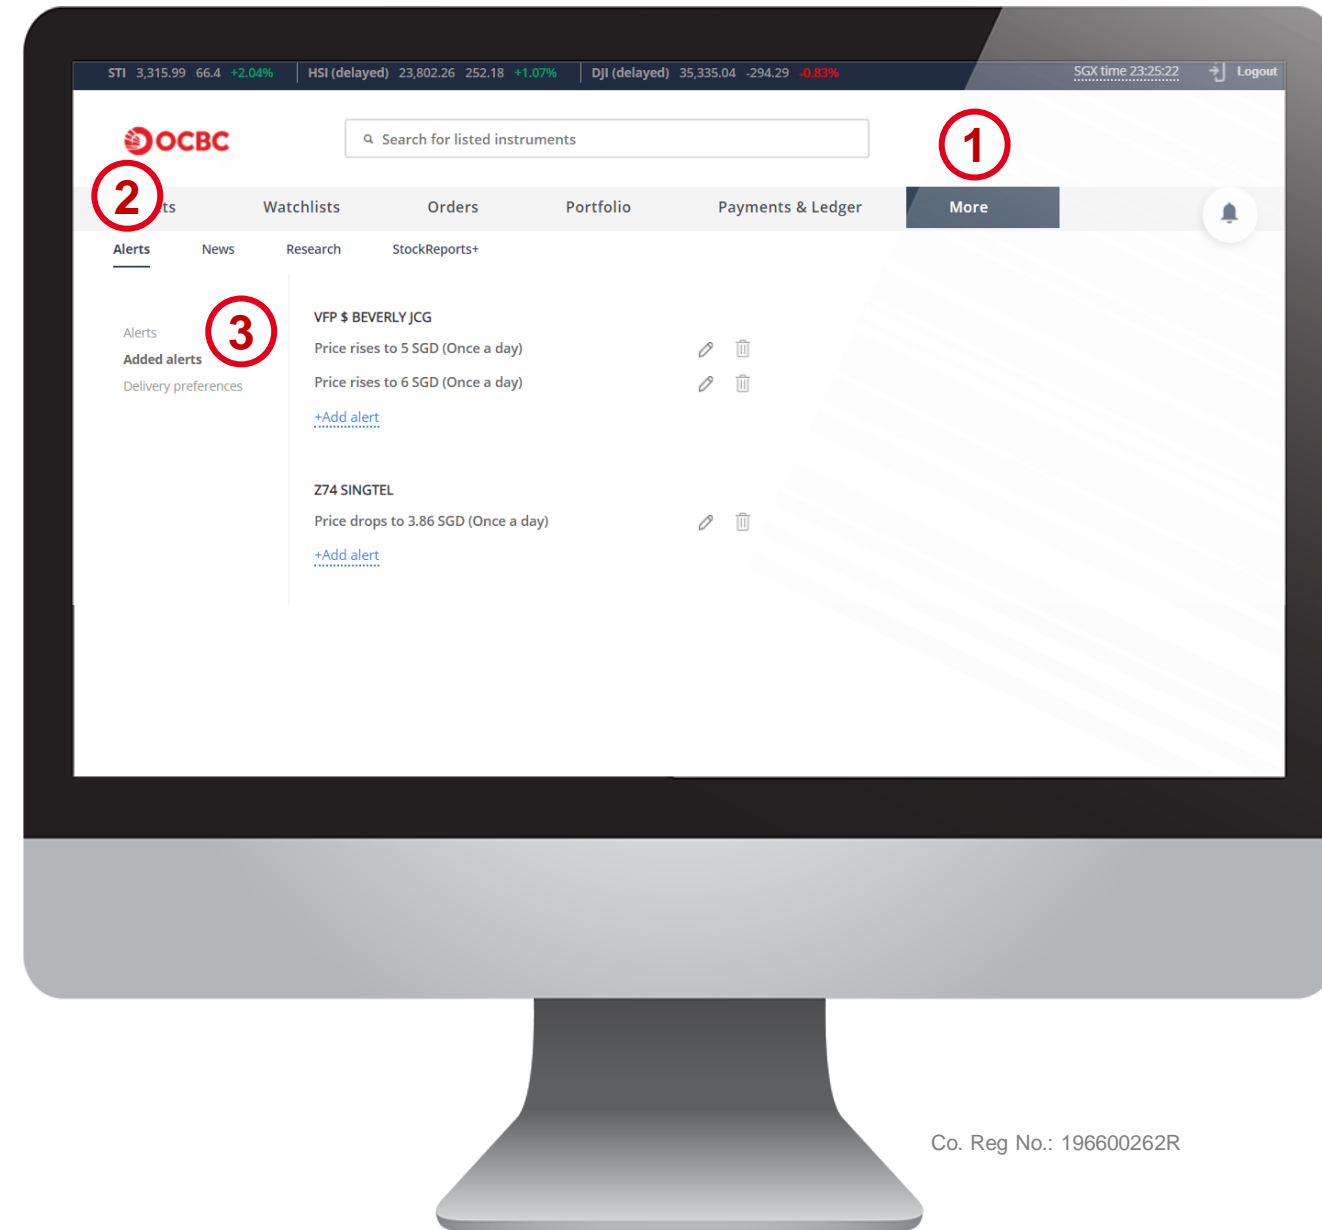 STI 3,315.99 66.4 +2.04% HSI (delayed) 23,802.26 252.18 +1.07% DJI (delayed) 35,335.04 -294.29 -0.83% SGX time 23:25:22 Logout
OCBC Search for listed instruments 1
2 ts Watchlists Orders Portfolio Payments & Ledger More
Alerts News Research StockReports+
Alerts
Added alerts
Delivery preferences
3
VFP $ BEVERLY JCG
Price rises to 5 SGD (Once a day)
Price rises to 6 SGD (Once a day)
+Add alert
Z74 SINGTEL
Price drops to 3.86 SGD (Once a day)
+Add alert
Co. Reg No.: 196600262R